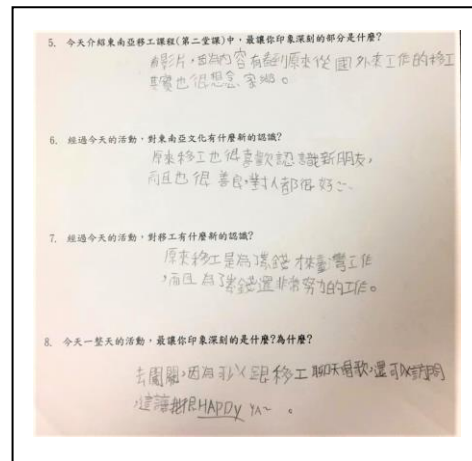 5. 今天介紹東南亞移工課程(第二堂課)中，最讓你印象深刻的部分是什麼?
影片，因為內容有看到原來從國外來工作的移工
其實也很想念家鄉。
6. 經過今天的活動，對東南亞文化有什麼新的認識?
原來移工也很喜歡認識新朋友，
而且也很善良，對人都很好
7. 經過今天的活動，對移工有什麼新的認識?
原來移工是為了賺錢才來臺灣工作
，而且為了賺錢還非常努力的工作。
8. 今天一整天的活動，最讓你印象深刻的是什麼?為什麼?
去闖關，因為可以跟移工聊天唱歌，還可以訪問
，這讓我很HAPPY YA~。